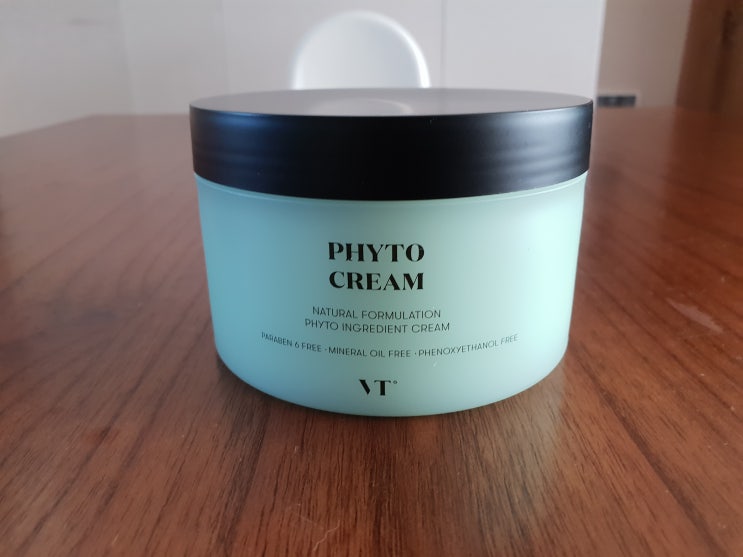 PHYTO
CREAM
NATURAL FORMULATION
PHYTO INGREDIENT CREAM
PARABEN 6 FREE · MINERAL OIL FREE · PHENOXYETHANOL FREE
VT°